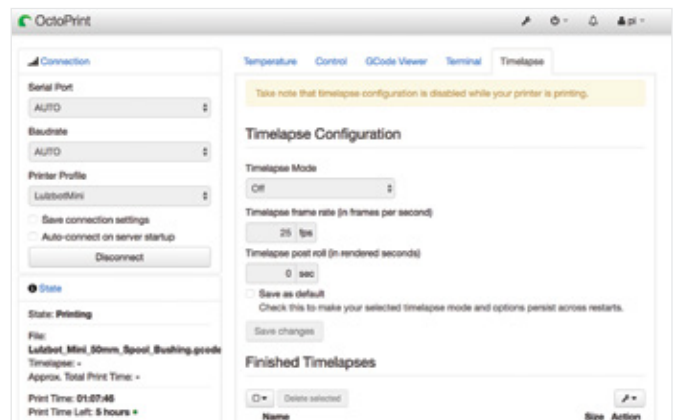 OctoPrint
pi
Connection
Serial Port
AUTO
Baudrate
AUTO
Printer Profile
LulzbotMini
Save connection settings
Auto-connect on server startup
Disconnect
State
State: Printing
File:
Lulzbot_Mini_50mm_Spool_Bushing.gcode
Timelapse: -
Approx. Total Print Time: -
Print Time: 01:07:46
Print Time Left: 5 hours
Temperature Control GCode Viewer Terminal Timelapse
Take note that timelapse configuration is disabled while your printer is printing.
Timelapse Configuration
Timelapse Mode
Off
Timelapse frame rate (in frames per second)
25 fps
Timelapse post roll (in rendered seconds)
0 sec
Save as default
Check this to make your selected timelapse mode and options persist across restarts.
Save changes
Finished Timelapses
Delete selected
Name Size Action